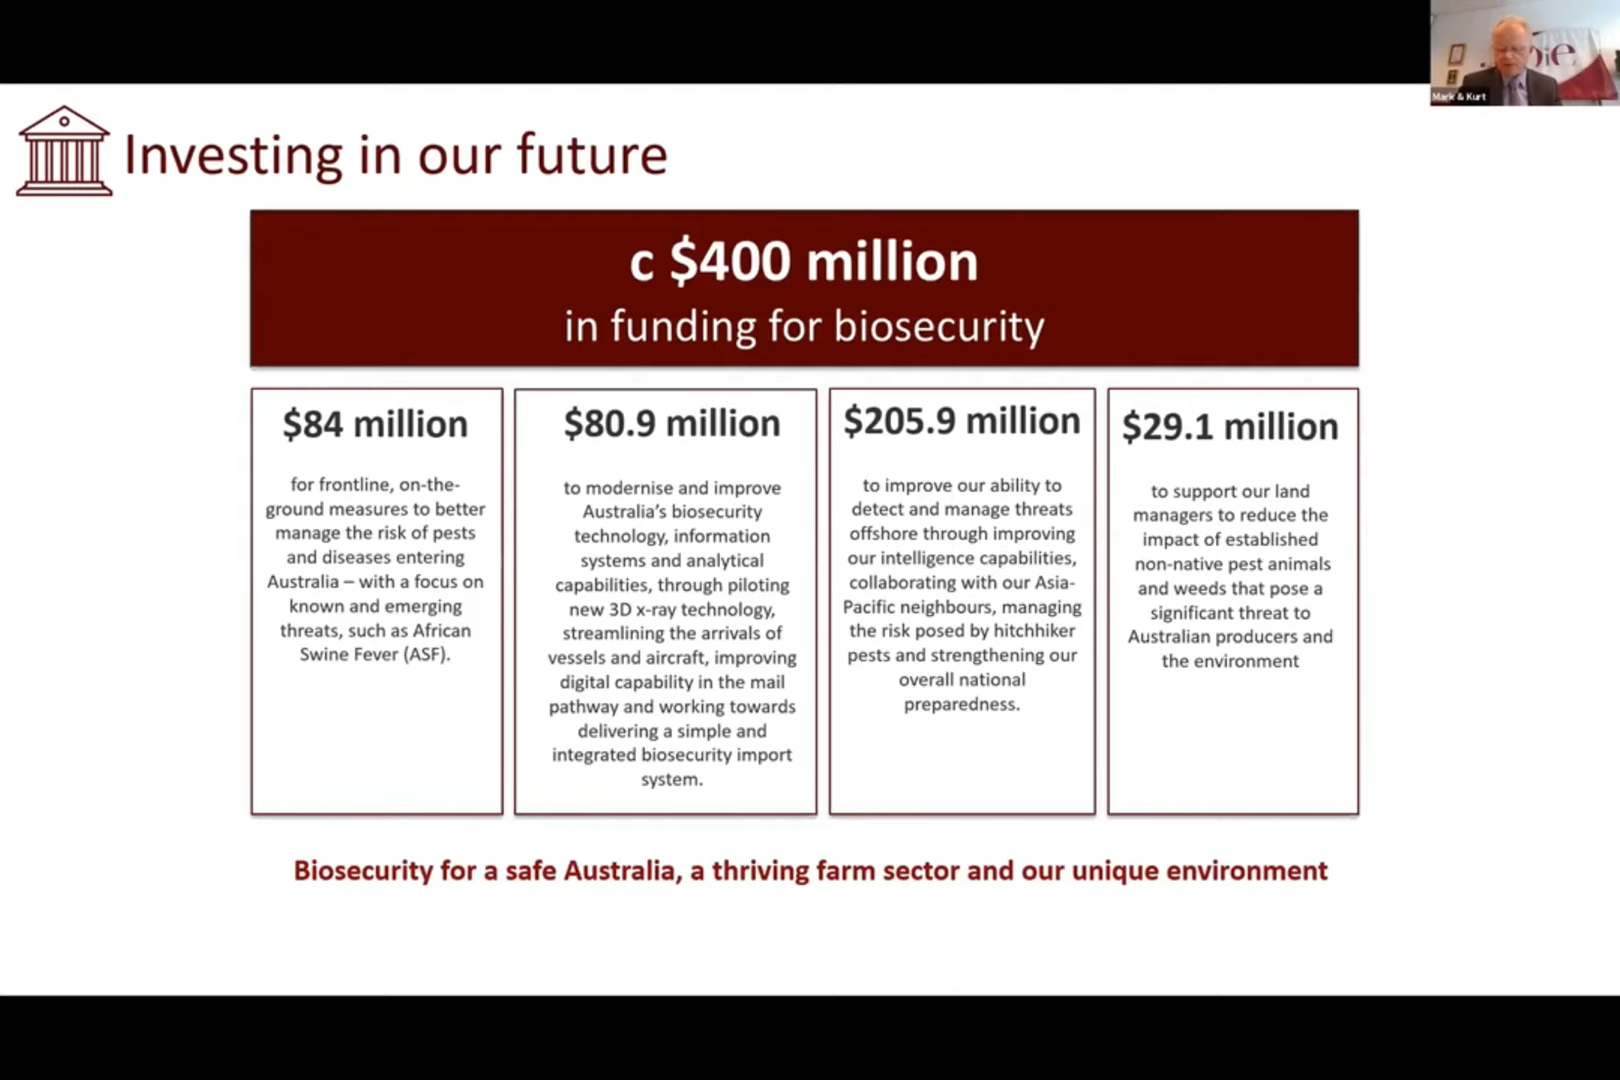 Mark & Kurt
Investing in our future
c $400 million
in funding for biosecurity
$84 million
for frontline, on-the-
ground measures to better
manage the risk of pests
and diseases entering
Australia – with a focus on
known and emerging
threats, such as African
Swine Fever (ASF).
$80.9 million
to modernise and improve
Australia's biosecurity
technology, information
systems and analytical
capabilities, through piloting
new 3D x-ray technology,
streamlining the arrivals of
vessels and aircraft, improving
digital capability in the mail
pathway and working towards
delivering a simple and
integrated biosecurity import
system.
$205.9 million
to improve our ability to
detect and manage threats
offshore through improving
our intelligence capabilities,
collaborating with our Asia-
Pacific neighbours, managing
the risk posed by hitchhiker
pests and strengthening our
overall national
preparedness.
$29.1 million
to support our land
managers to reduce the
impact of established
non-native pest animals
and weeds that pose a
significant threat to
Australian producers and
the environment
Biosecurity for a safe Australia, a thriving farm sector and our unique environment